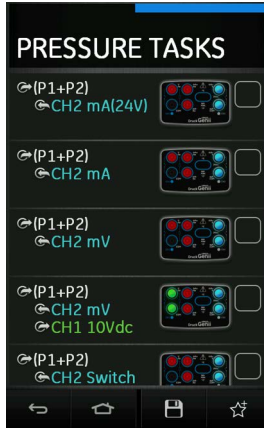 PRESSURE TASKS
(P1+P2)
CH2 mA(24V)
(P1+P2)
CH2 mA
(P1+P2)
CH2 mV
(P1+P2)
CH2 mV
CH1 10Vdc
(P1+P2)
CH2 Switch